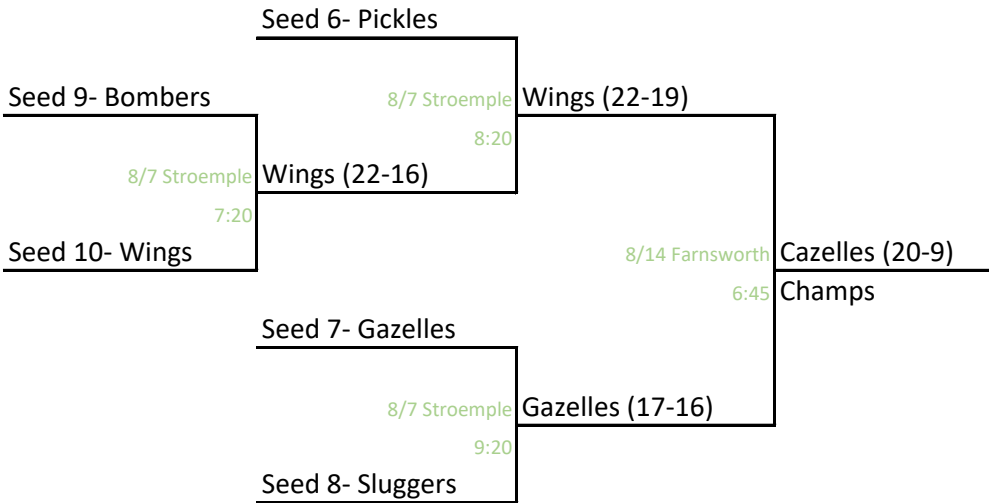 Seed 6- Pickles
Seed 9- Bombers
8/7 Stroemple
Wings (22-19)
8:20
8/7 Stroemple
Wings (22-16)
7:20
Seed 10- Wings
8/14 Farnsworth
Cazelles (20-9)
6:45
Champs
Seed 7- Gazelles
8/7 Stroemple
Gazelles (17-16)
9:20
Seed 8- Sluggers